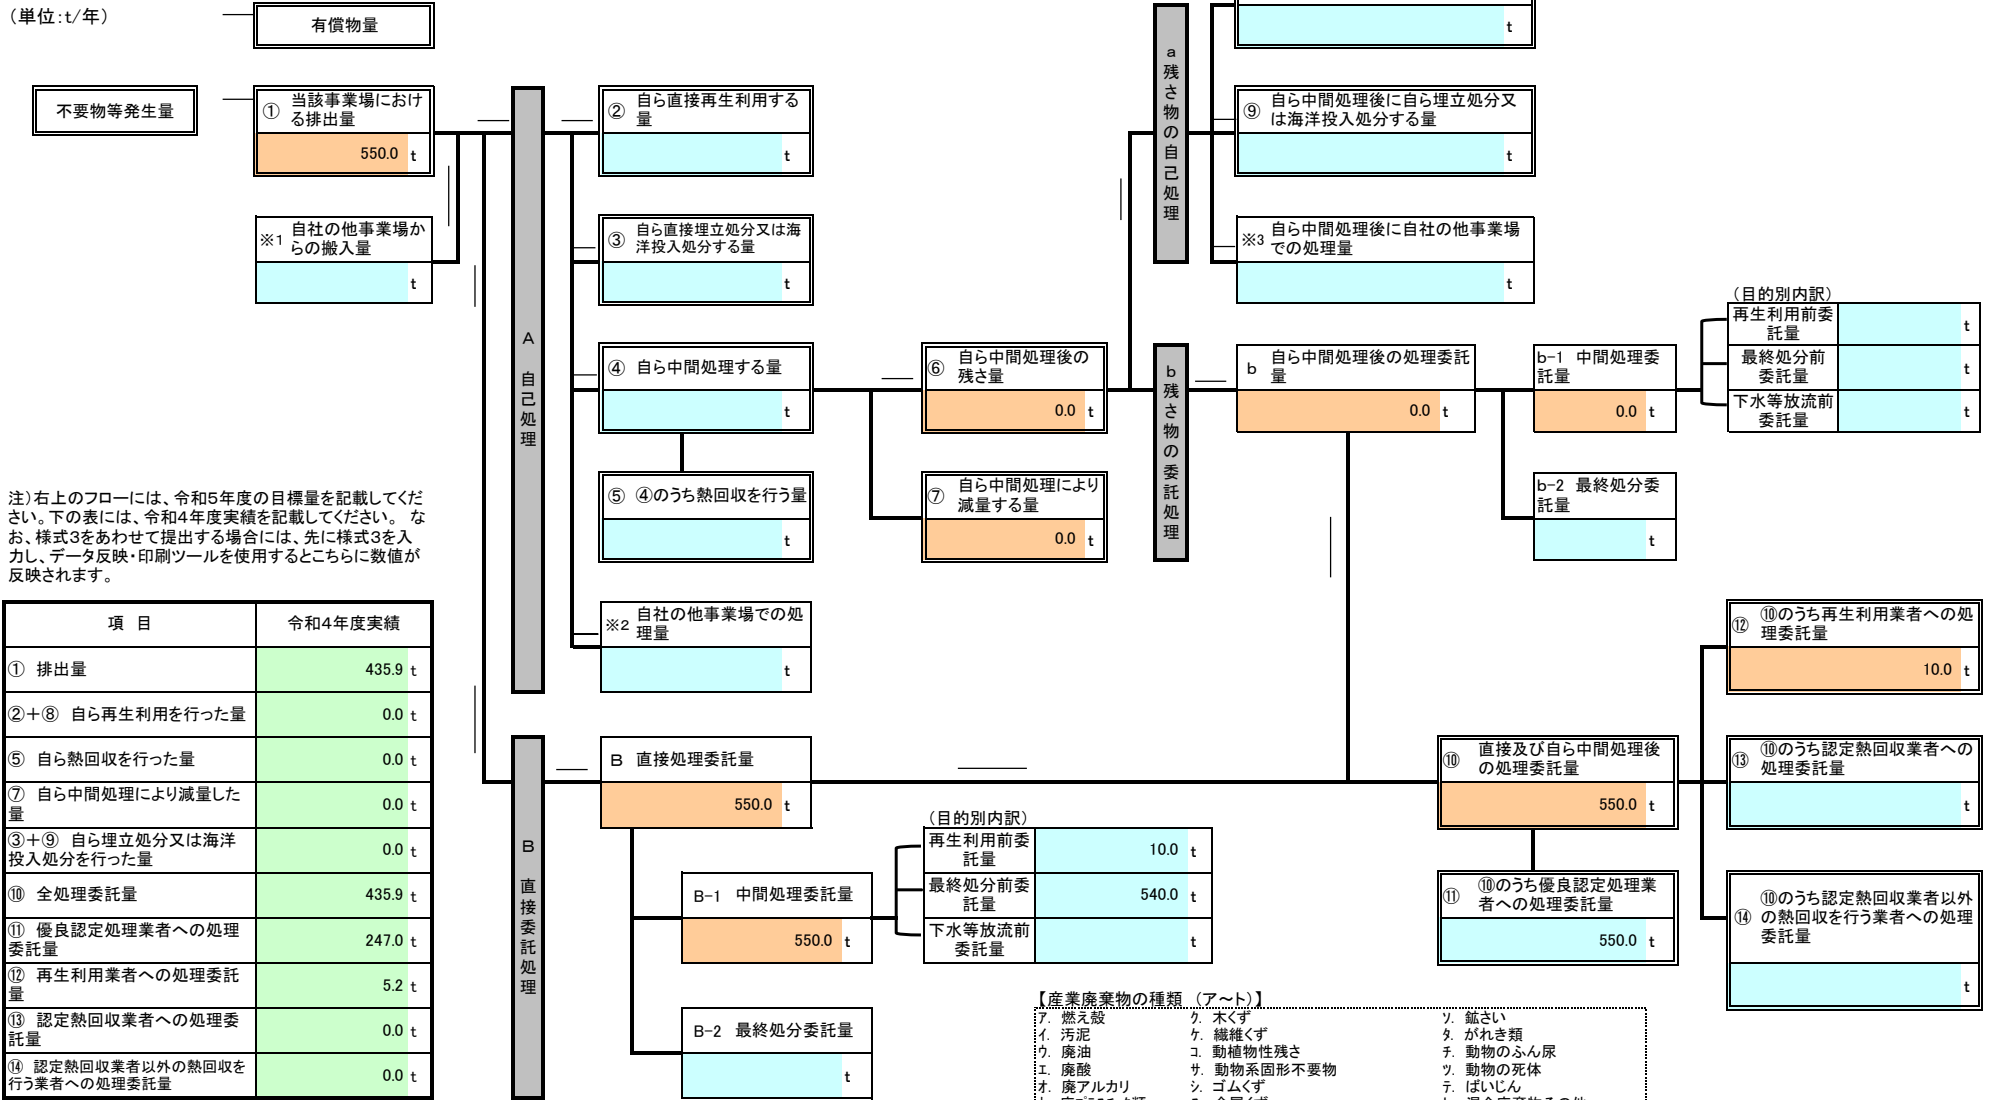 （単位:t/年）
有償物量
不要物等発生量
① 当該事業場におけ
る排出量
550.0 t
※1 自社の他事業場か
らの搬入量
t
A 自己処理
② 自ら直接再生利用する
量
t
③ 自ら直接埋立処分又は海
洋投入処分する量
t
④ 自ら中間処理する量
t
⑤ ④のうち熱回収を行う量
t
※2 自社の他事業場での処
理量
t
⑥ 自ら中間処理後の
残さ量
0.0 t
⑦ 自ら中間処理により
減量する量
0.0 t
a 残さ物の自己処理
t
⑨ 自ら中間処理後に自ら埋立処分又
は海洋投入処分する量
t
※3 自ら中間処理後に自社の他事業場
での処理量
t
b 残さ物の委託処理
b 自ら中間処理後の処理委託
量
0.0 t
b-1 中間処理委
託量
0.0 t
b-2 最終処分委
託量
t
（目的別内訳）
再生利用前委
託量
t
最終処分前
委託量
t
下水等放流前
委託量
t
注）右上のフローには、令和5年度の目標量を記載してくだ
さい。下の表には、令和4年度実績を記載してください。 な
お、様式3をあわせて提出する場合には、先に様式3を入
力し、データ反映・印刷ツールを使用するとこちらに数値が
反映されます。
項 目 令和4年度実績
① 排出量 435.9 t
②＋⑧ 自ら再生利用を行った量 0.0 t
⑤ 自ら熱回収を行った量 0.0 t
⑦ 自ら中間処理により減量した
量 0.0 t
③＋⑨ 自ら埋立処分又は海洋
投入処分を行った量 0.0 t
⑩ 全処理委託量 435.9 t
⑪ 優良認定処理業者への処理
委託量 247.0 t
⑫ 再生利用業者への処理委託
量 5.2 t
⑬ 認定熱回収業者への処理委
託量 0.0 t
⑭ 認定熱回収業者以外の熱回収を
行う業者への処理委託量 0.0 t
B 直接委託処理
B 直接処理委託量
550.0 t
B-1 中間処理委託量
550.0 t
B-2 最終処分委託量
t
（目的別内訳）
再生利用前委
託量
10.0 t
最終処分前委
託量
540.0 t
下水等放流前
委託量
t
⑩ 直接及び自ら中間処理後
の処理委託量
550.0 t
⑪ ⑩のうち優良認定処理業
者への処理委託量
550.0 t
⑫ ⑩のうち再生利用業者への処
理委託量
10.0 t
⑬ ⑩のうち認定熱回収業者への
処理委託量
t
⑭ ⑩のうち認定熱回収業者以外
の熱回収を行う業者への処理
委託量
t
【産業廃棄物の種類 （ア～ト）】
ア. 燃え殻 ク. 木くず ソ. 鉱さい
イ. 汚泥 ケ. 繊維くず タ. がれき類
ウ. 廃油 コ. 動植物性残さ チ. 動物のふん尿
エ. 廃酸 サ. 動物系固形不要物 ツ. 動物の死体
オ. 廃アルカリ シ. ゴムくず テ. ばいじん